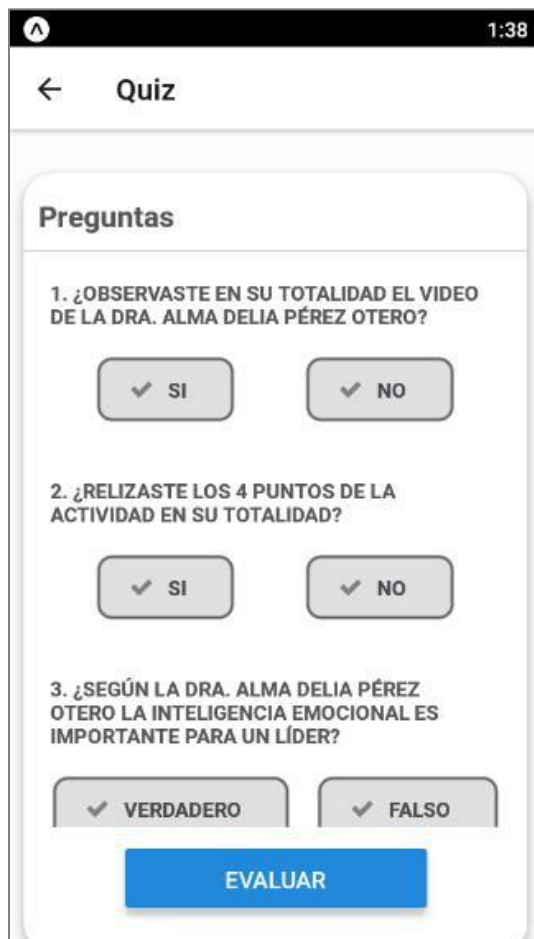 1:38
Quiz
Preguntas
1. ¿OBSERVASTE EN SU TOTALIDAD EL VIDEO
DE LA DRA. ALMA DELIA PÉREZ OTERO?
SI NO
2. ¿RELIZASTE LOS 4 PUNTOS DE LA
ACTIVIDAD EN SU TOTALIDAD?
SI NO
3. ¿SEGÚN LA DRA. ALMA DELIA PÉREZ
OTERO LA INTELIGENCIA EMOCIONAL ES
IMPORTANTE PARA UN LÍDER?
VERDADERO FALSO
EVALUAR